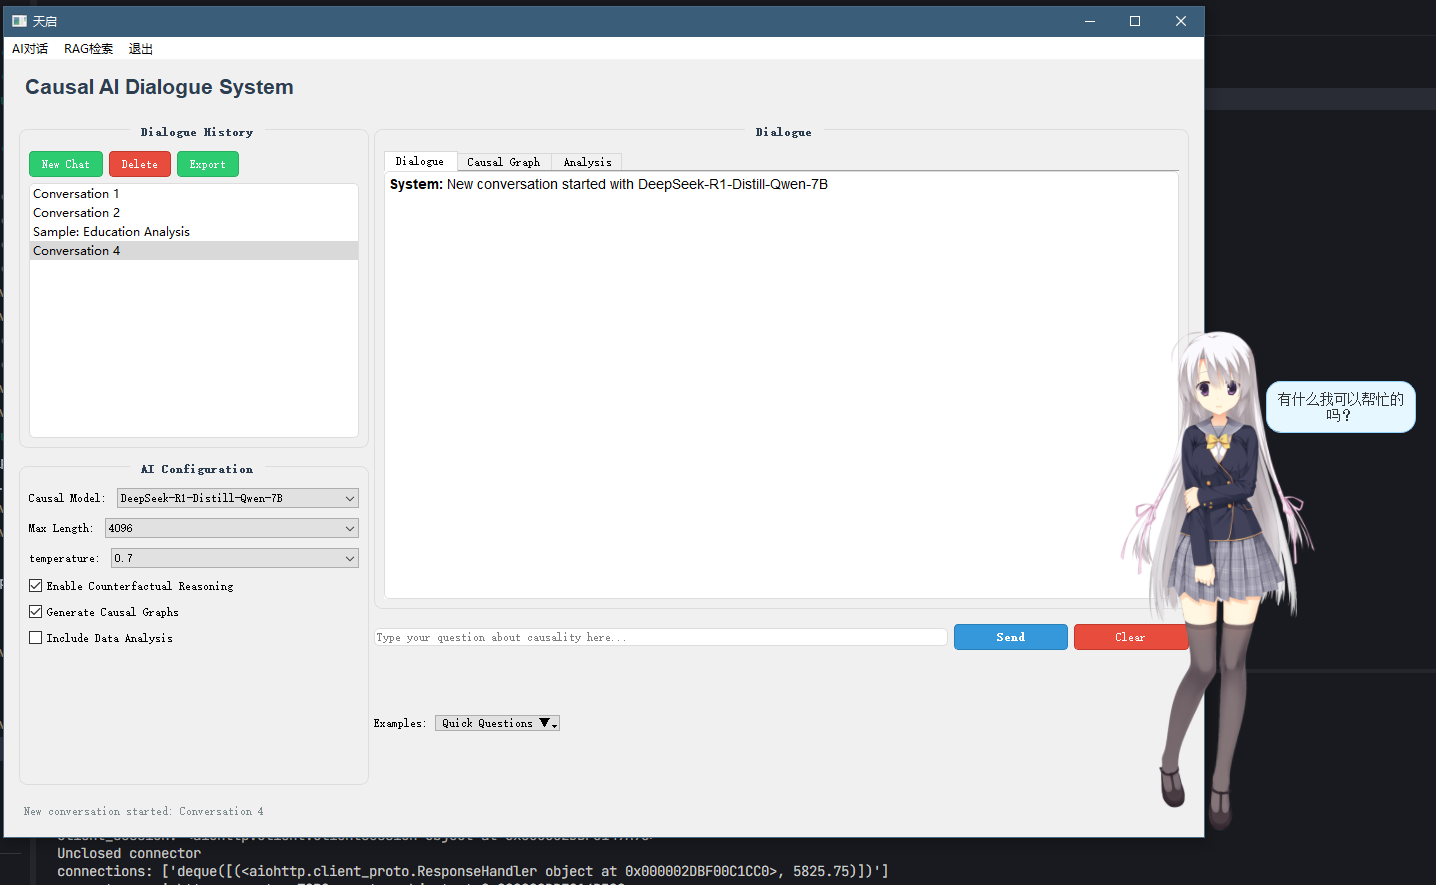 天启
AI对话 RAG检索 退出
Causal AI Dialogue System
Dialogue History
New Chat Delete Export
Conversation 1
Conversation 2
Sample: Education Analysis
Conversation 4
AI Configuration
Causal Model: DeepSeek-R1-Distill-Qwen-7B
Max Length: 4096
temperature: 0.7
Enable Counterfactual Reasoning
Generate Causal Graphs
Include Data Analysis
New conversation started: Conversation 4
Dialogue
Dialogue Causal Graph Analysis
System: New conversation started with DeepSeek-R1-Distill-Qwen-7B
Type your question about causality here...
Send Clear
Examples: Quick Questions ▼
有什么我可以帮忙的
吗？
Unclosed connector
connections: ['deque([(<aiohttp.client_proto.ResponseHandler object at 0x000002DBF00C1CC0>, 5825.75)])']